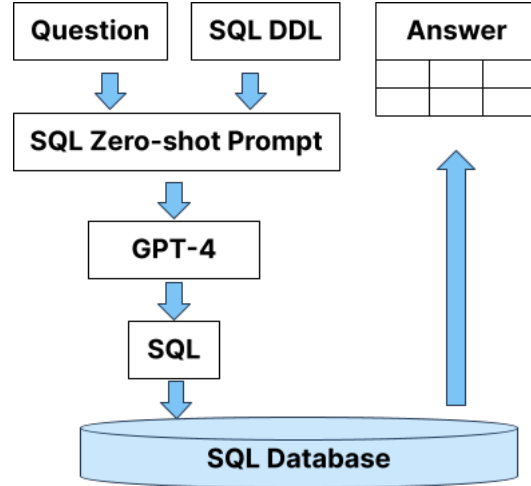 Question
SQL DDL
Answer
SQL Zero-shot Prompt
GPT-4
SQL
SQL Database